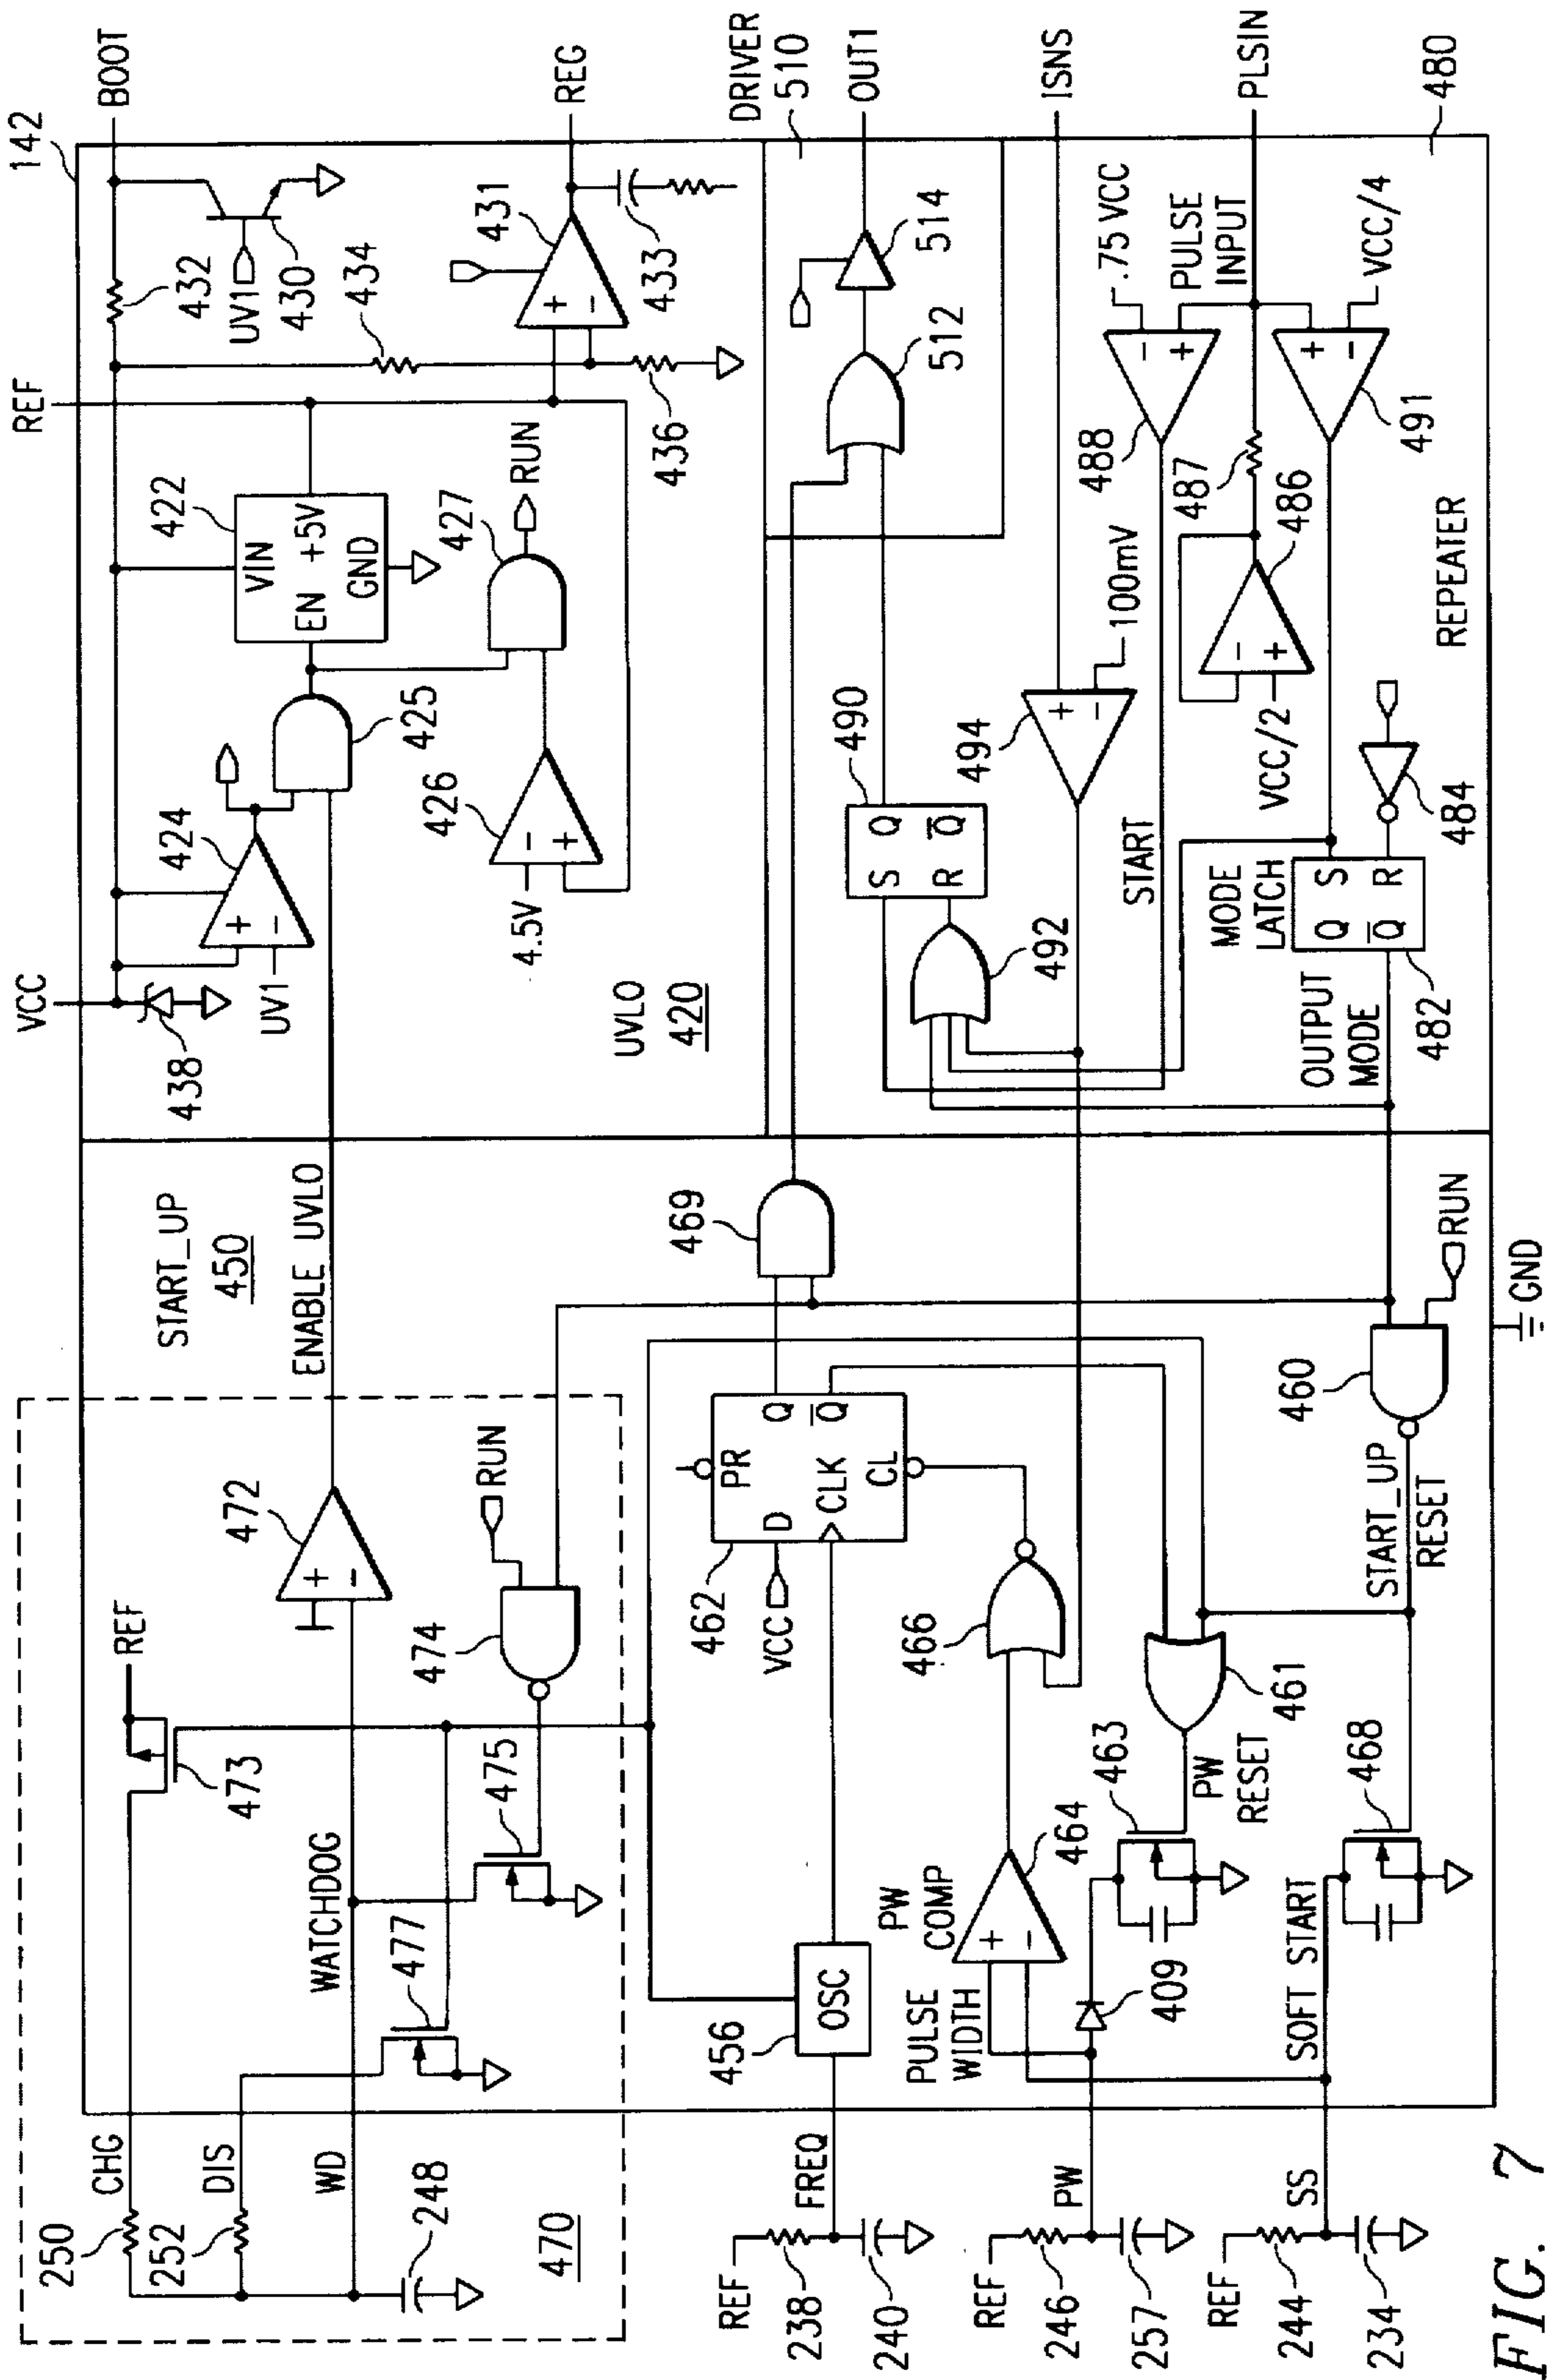 142
BOOT
REG
DRIVER
510
OUT1
ISNS
PLSIN
480
REF
VCC
432
UV1
430
434
431
+
−
433
436
422
VIN
EN +5V
GND
RUN
427
425
424
+
−
UV1
426
4.5V
−
+
438
UVLO
420
514
512
.75 VCC
PULSE
INPUT
VCC/4
−
+
488
+
−
491
487
486
−
+
VCC/2
REPEATER
100mV
490
S
Q
R
Q
494
+
−
492
START
MODE
LATCH
Q
S
Q
R
484
482
OUTPUT
MODE
START_UP
450
ENABLE UVLO
469
RUN
GND
460
START_UP
RESET
472
+
−
REF
473
474
RUN
475
WATCHDOG
477
462
PR
D
Q
Q
CLK
CL
VCC
466
461
463
PW
RESET
468
464
PW
COMP
+
−
456
OSC
PULSE
WIDTH
409
SOFT START
CHG
DIS
WD
250
252
248
470
FREQ
REF
238
240
PW
REF
246
257
SS
REF
244
234
FIG. 7